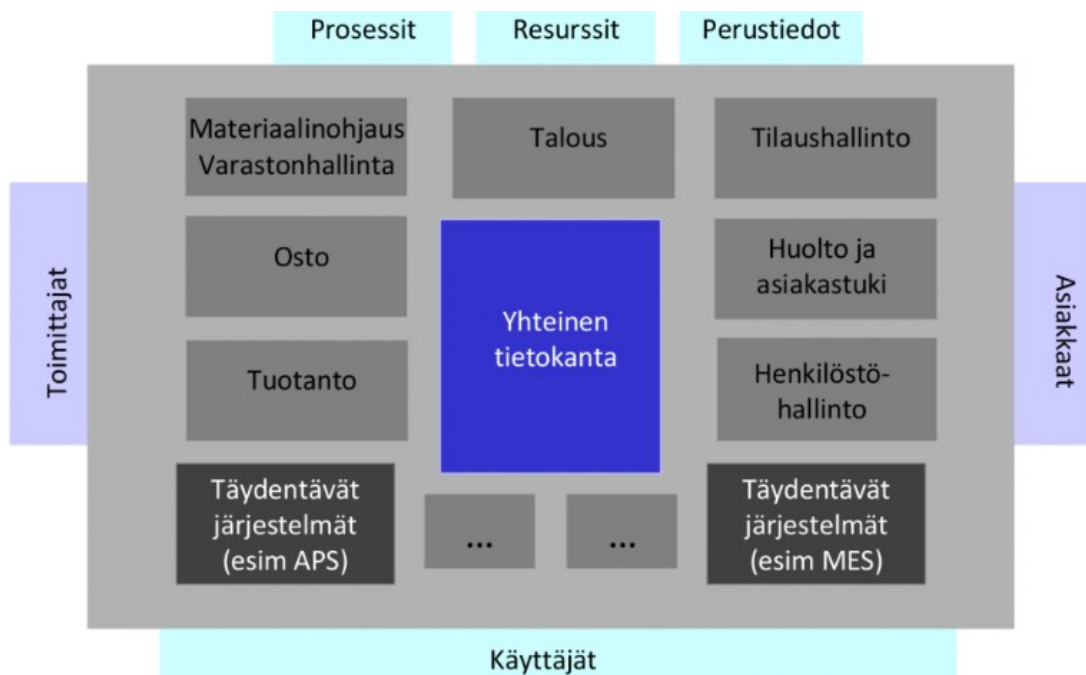 Prosessit
Resurssit
Perustiedot
Materiaalinohjaus
Varastonhallinta
Talous
Tilaushallinto
Toimittajat
Osto
Yhteinen
tietokanta
Huolto ja
asiakastuki
Asiakkaat
Tuotanto
Henkilöstö-
hallinto
Täydentävät
järjestelmät
(esim APS)
...
...
Täydentävät
järjestelmät
(esim MES)
Käyttäjät